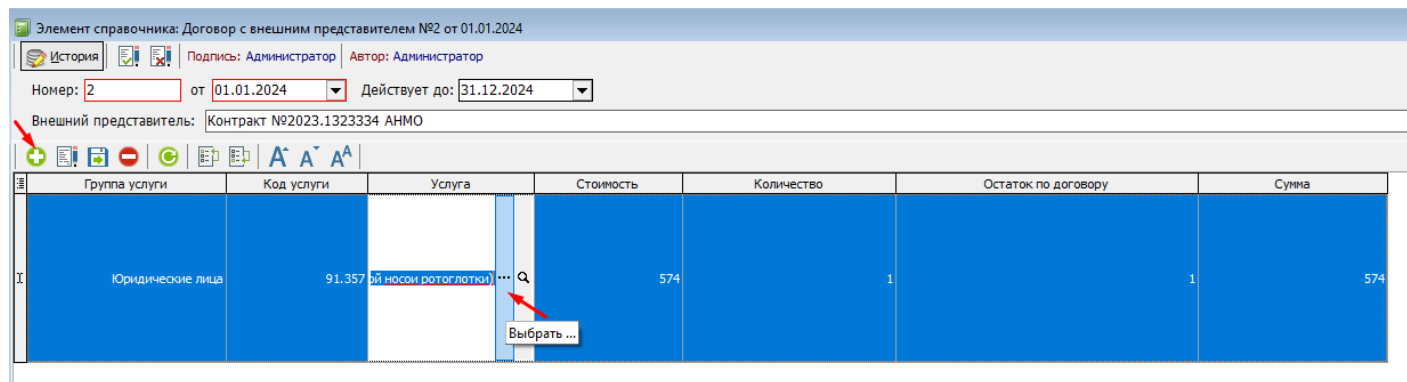 Элемент справочника: Договор с внешним представителем №2 от 01.01.2024
История Подпись: Администратор Автор: Администратор
Номер: 2 от 01.01.2024 Действует до: 31.12.2024
Внешний представитель: Контракт №2023.1323334 АНМО
Группа услуги Код услуги Услуга Стоимость Количество Остаток по договору Сумма
Юридические лица 91.357 ой носои ротоглотки) ... 574 1 1 574
Выбрать ...